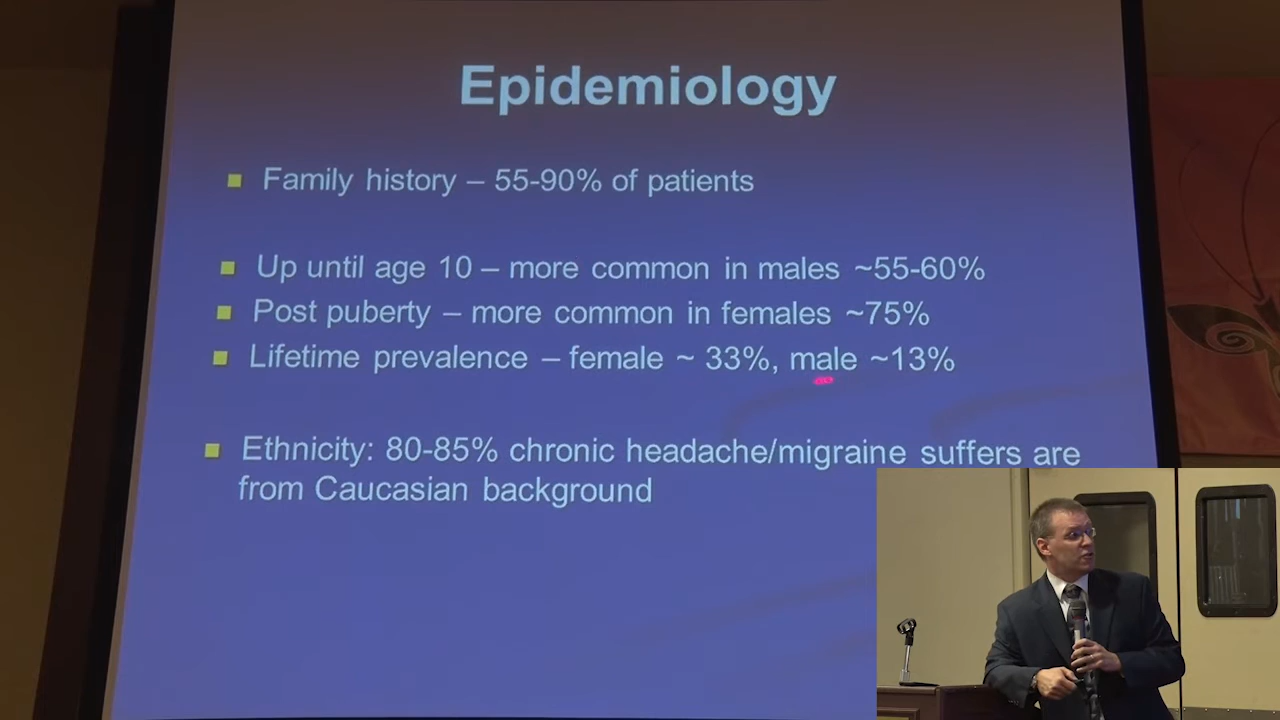 Epidemiology
Family history – 55-90% of patients
Up until age 10 – more common in males ~55-60%
Post puberty – more common in females ~75%
Lifetime prevalence – female ~ 33%, male ~13%
Ethnicity: 80-85% chronic headache/migraine suffers are
from Caucasian background